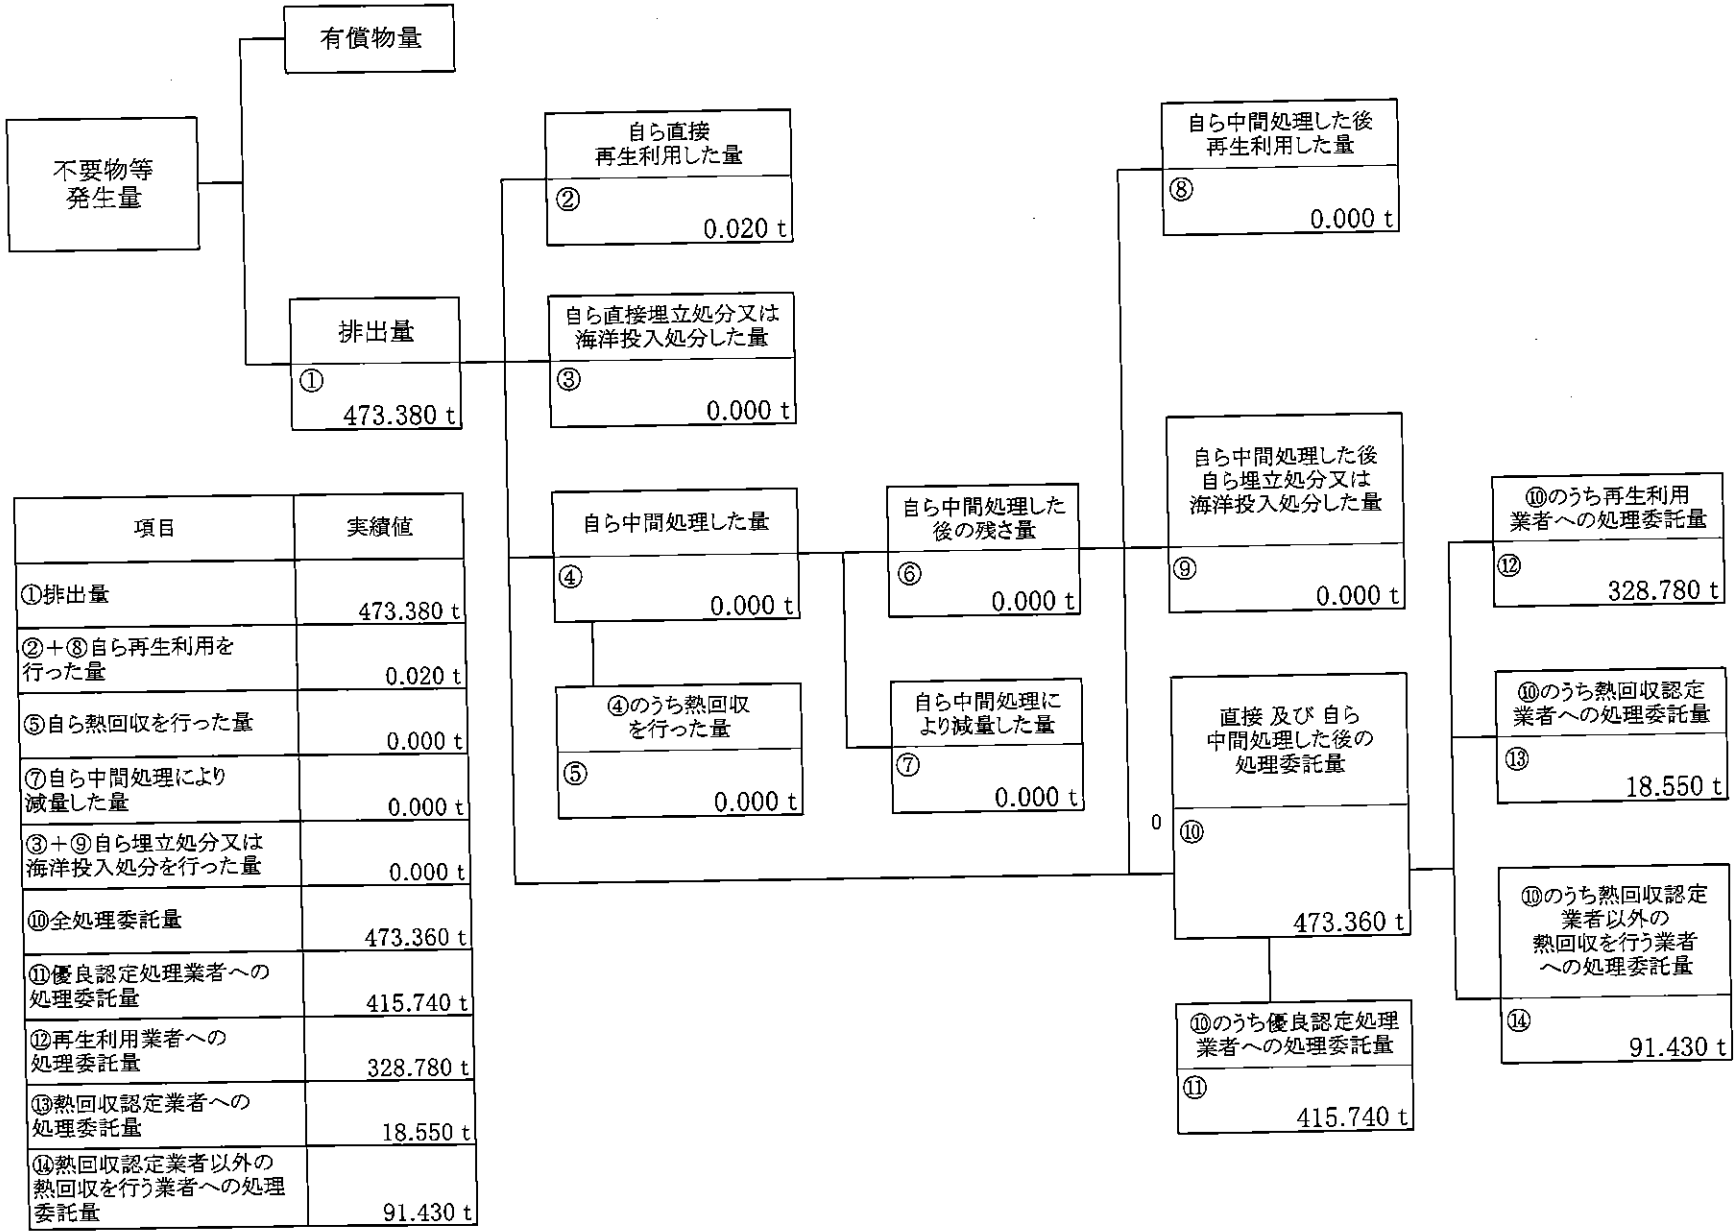 有償物量
不要物等
発生量
排出量
①
473.380 t
自ら直接
再生利用した量
②
0.020 t
自ら直接埋立処分又は
海洋投入処分した量
③
0.000 t
自ら中間処理した量
④
0.000 t
④のうち熱回収
を行った量
⑤
0.000 t
自ら中間処理した
後の残さ量
⑥
0.000 t
自ら中間処理に
より減量した量
⑦
0.000 t
自ら中間処理した後
再生利用した量
⑧
0.000 t
自ら中間処理した後
自ら埋立処分又は
海洋投入処分した量
⑨
0.000 t
直接 及び 自ら
中間処理した後の
処理委託量
0
⑩
473.360 t
⑩のうち優良認定処理
業者への処理委託量
⑪
415.740 t
⑩のうち再生利用
業者への処理委託量
⑫
328.780 t
⑩のうち熱回収認定
業者への処理委託量
⑬
18.550 t
⑩のうち熱回収認定
業者以外の
熱回収を行う業者
への処理委託量
⑭
91.430 t
項目 実績値
①排出量
473.380 t
②+⑧自ら再生利用を
行った量
0.020 t
⑤自ら熱回収を行った量
0.000 t
⑦自ら中間処理により
減量した量
0.000 t
③+⑨自ら埋立処分又は
海洋投入処分を行った量
0.000 t
⑩全処理委託量
473.360 t
⑪優良認定処理業者への
処理委託量
415.740 t
⑫再生利用業者への
処理委託量
328.780 t
⑬熱回収認定業者への
処理委託量
18.550 t
⑭熱回収認定業者以外の
熱回収を行う業者への処理
委託量
91.430 t